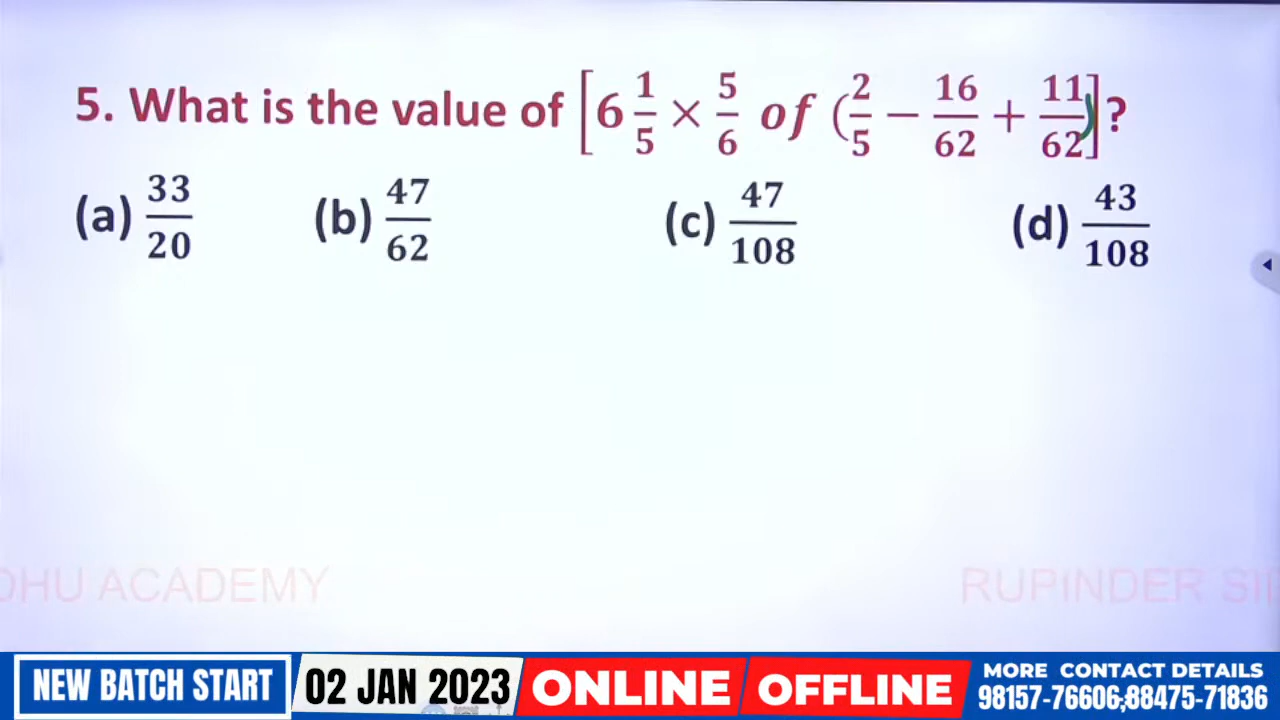 5. What is the value of [6 1/5 × 5/6 of (2/5 − 16/62 + 11/62)]?
(a) 33/20 (b) 47/62 (c) 47/108 (d) 43/108
DHU ACADEMY RUPINDER SI
NEW BATCH START 02 JAN 2023 ONLINE OFFLINE MORE CONTACT DETAILS
98157-76606,88475-71836